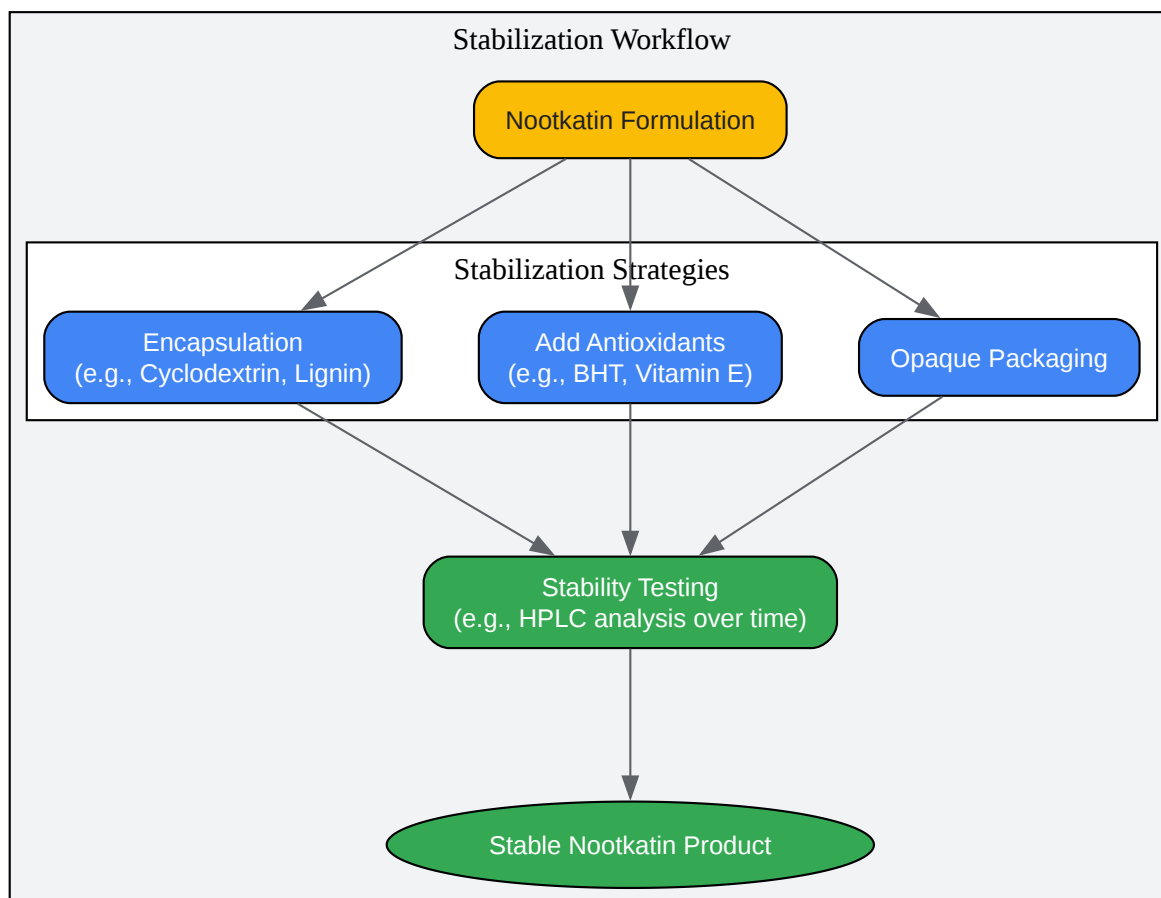 Stabilization Workflow
Nootkatin Formulation
Stabilization Strategies
Encapsulation
(e.g., Cyclodextrin, Lignin)
Add Antioxidants
(e.g., BHT, Vitamin E)
Opaque Packaging
Stability Testing
(e.g., HPLC analysis over time)
Stable Nootkatin Product